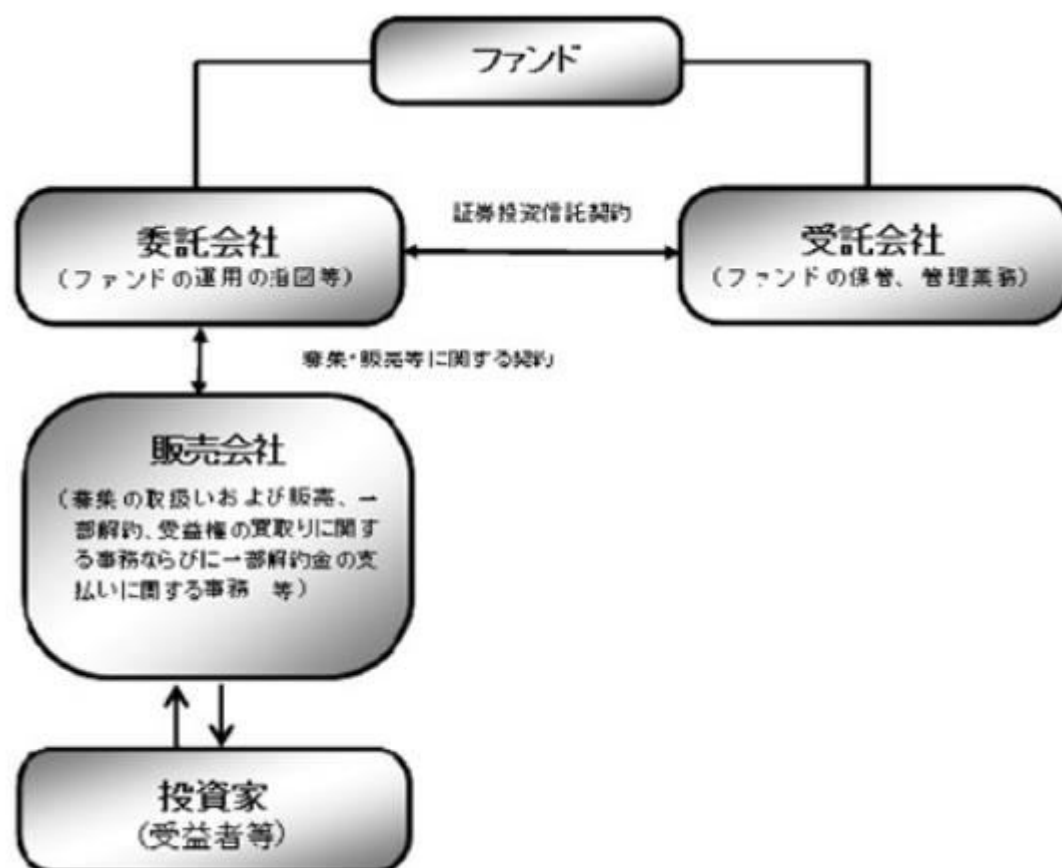 ファンド
委託会社
(ファンドの運用の指図等)
証券投資信託契約
受託会社
(ファンドの保管、管理業務)
募集・販売等に関する契約
販売会社
(募集の取扱いおよび販売、一
部解約、受益権の買取りに関す
る事務ならびに一部解約金の支
払いに関する事務 等)
投資家
(受益者等)